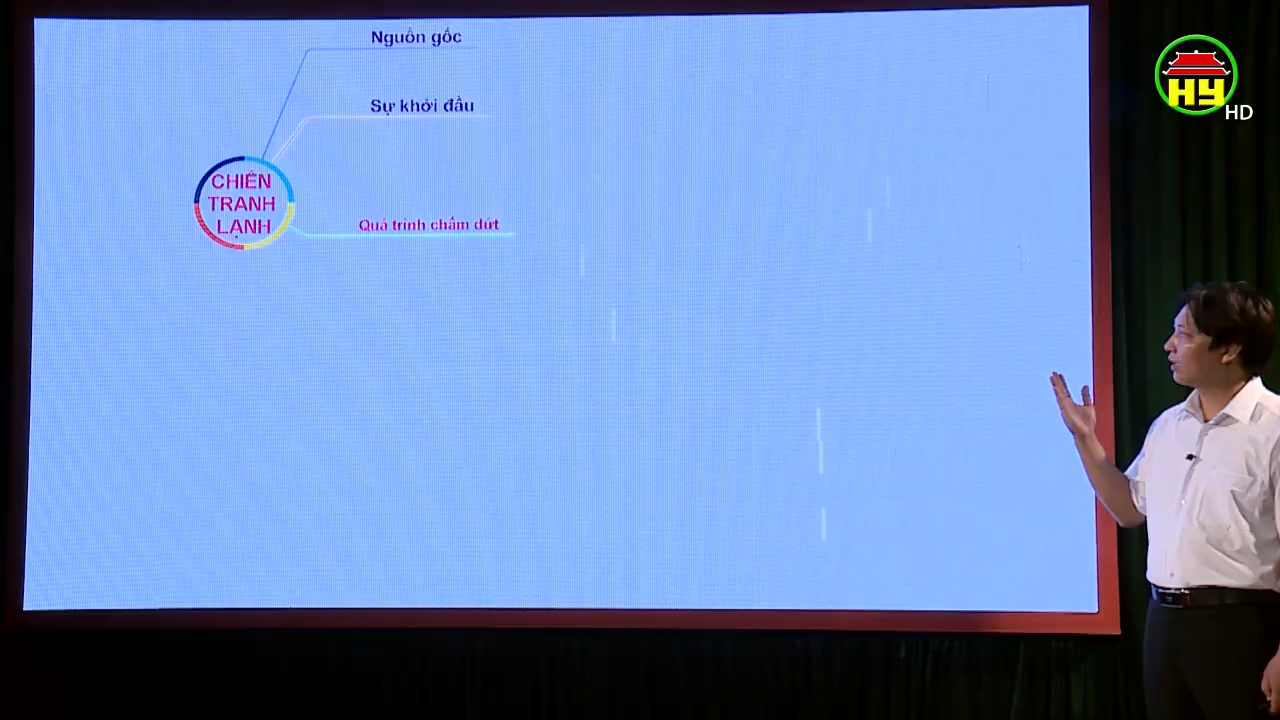 Nguồn gốc
Sự khởi đầu
CHIẾN
TRANH
LẠNH
Quá trình chấm dứt
HY
HD